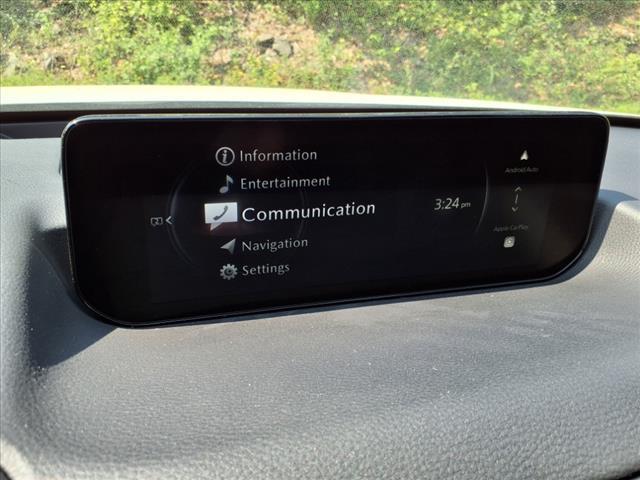 Information
Entertainment
Communication
Navigation
Settings
3:24 pm
Android Auto
Apple CarPlay